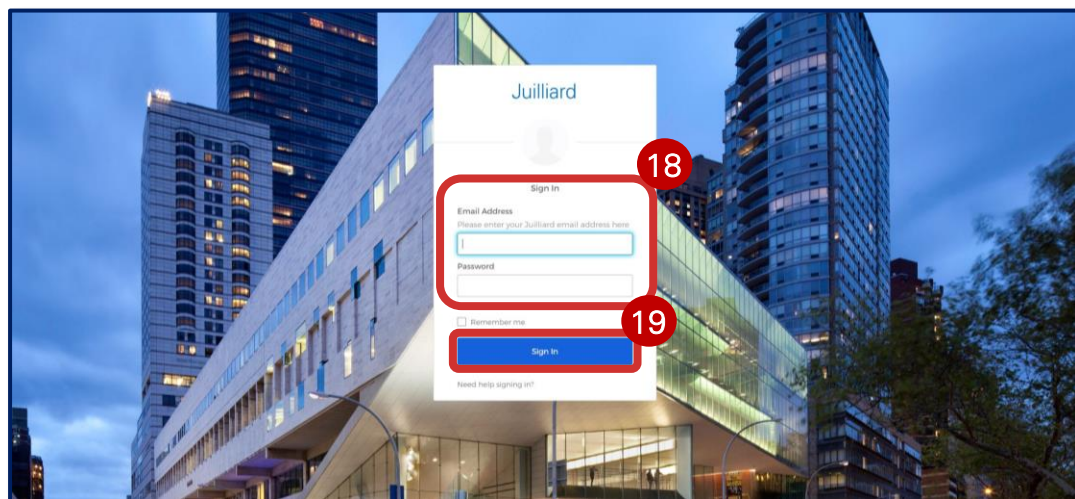 Juilliard
18
Sign In
Email Address
Please enter your Juilliard email address here
Password
Remember me
19
Sign In
Need help signing in?